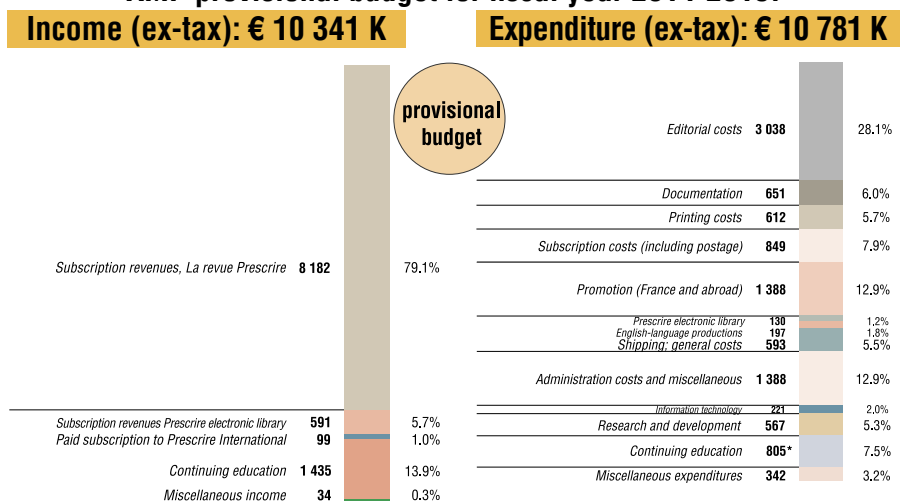 Income (ex-tax): € 10 341 K
Expenditure (ex-tax): € 10 781 K
provisional
budget
Subscription revenues, La revue Prescrire 8 182 79.1%
Subscription revenues Prescrire electronic library 591 5.7%
Paid subscription to Prescrire International 99 1.0%
Continuing education 1 435 13.9%
Miscellaneous income 34 0.3%
Editorial costs 3 038 28.1%
Documentation 651 6.0%
Printing costs 612 5.7%
Subscription costs (including postage) 849 7.9%
Promotion (France and abroad) 1 388 12.9%
Prescrire electronic library 130 1,2%
English-language productions 197 1.8%
Shipping; general costs 593 5.5%
Administration costs and miscellaneous 1 388 12.9%
Information technology 221 2,0%
Research and development 567 5.3%
Continuing education 805* 7.5%
Miscellaneous expenditures 342 3.2%